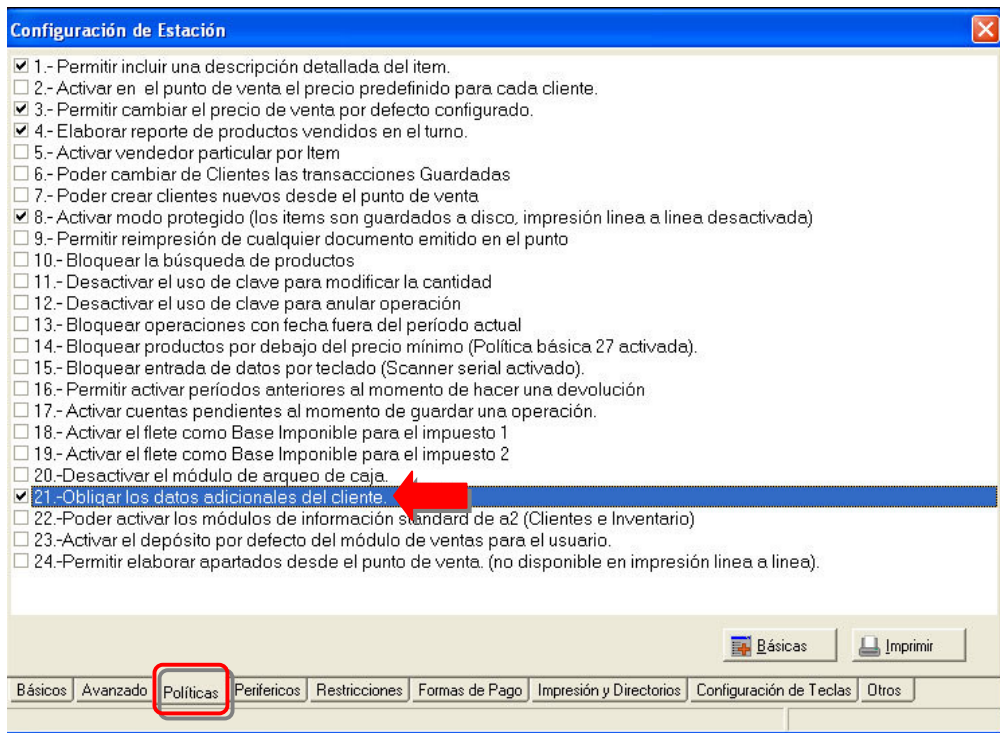 Configuración de Estación
1.- Permitir incluir una descripción detallada del item.
2.- Activar en el punto de venta el precio predefinido para cada cliente.
3.- Permitir cambiar el precio de venta por defecto configurado.
4.- Elaborar reporte de productos vendidos en el turno.
5.- Activar vendedor particular por Item
6.- Poder cambiar de Clientes las transacciones Guardadas
7.- Poder crear clientes nuevos desde el punto de venta
8.- Activar modo protegido (los items son guardados a disco, impresión linea a linea desactivada)
9.- Permitir reimpresión de cualquier documento emitido en el punto
10.- Bloquear la búsqueda de productos
11.- Desactivar el uso de clave para modificar la cantidad
12.- Desactivar el uso de clave para anular operación
13.- Bloquear operaciones con fecha fuera del período actual
14.- Bloquear productos por debajo del precio mínimo (Política básica 27 activada).
15.- Bloquear entrada de datos por teclado (Scanner serial activado).
16.- Permitir activar períodos anteriores al momento de hacer una devolución
17.- Activar cuentas pendientes al momento de guardar una operación.
18.- Activar el flete como Base Imponible para el impuesto 1
19.- Activar el flete como Base Imponible para el impuesto 2
20.-Desactivar el módulo de arqueo de caja.
21.-Obligar los datos adicionales del cliente.
22.-Poder activar los módulos de información standard de a2 (Clientes e Inventario)
23.-Activar el depósito por defecto del módulo de ventas para el usuario.
24.-Permitir elaborar apartados desde el punto de venta. (no disponible en impresión linea a linea).
Básicas Imprimir
Básicos Avanzado Políticas Perifericos Restricciones Formas de Pago Impresión y Directorios Configuración de Teclas Otros